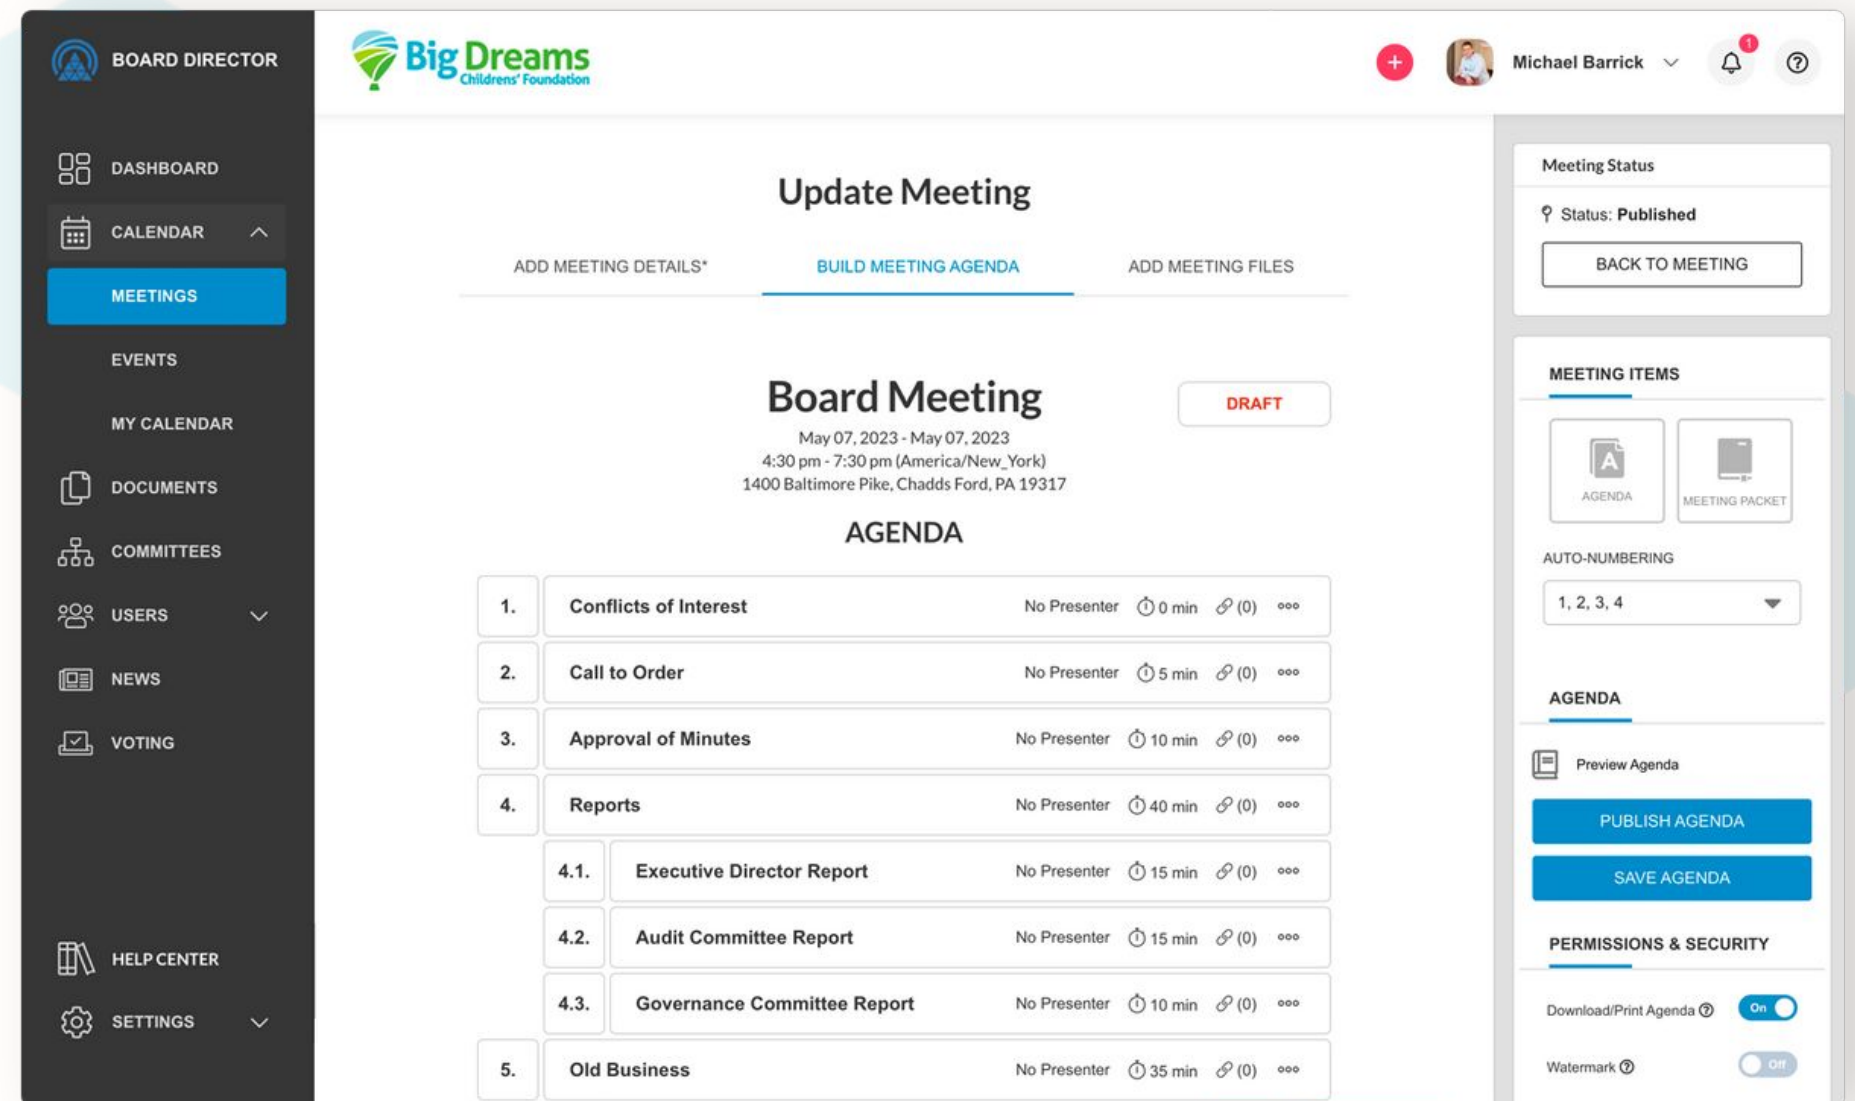 BOARD DIRECTOR
DASHBOARD
CALENDAR
MEETINGS
EVENTS
MY CALENDAR
DOCUMENTS
COMMITTEES
USERS
NEWS
VOTING
HELP CENTER
SETTINGS
Big Dreams
Childrens' Foundation
+
Michael Barrick
1
?
Update Meeting
ADD MEETING DETAILS* BUILD MEETING AGENDA ADD MEETING FILES
Board Meeting
DRAFT
May 07, 2023 - May 07, 2023
4:30 pm - 7:30 pm (America/New_York)
1400 Baltimore Pike, Chadds Ford, PA 19317
AGENDA
1. Conflicts of Interest No Presenter 0 min (0)
2. Call to Order No Presenter 5 min (0)
3. Approval of Minutes No Presenter 10 min (0)
4. Reports No Presenter 40 min (0)
4.1. Executive Director Report No Presenter 15 min (0)
4.2. Audit Committee Report No Presenter 15 min (0)
4.3. Governance Committee Report No Presenter 10 min (0)
5. Old Business No Presenter 35 min (0)
Meeting Status
Status: Published
BACK TO MEETING
MEETING ITEMS
A
AGENDA MEETING PACKET
AUTO-NUMBERING
1, 2, 3, 4
AGENDA
Preview Agenda
PUBLISH AGENDA
SAVE AGENDA
PERMISSIONS & SECURITY
Download/Print Agenda ? On
Watermark ? Off